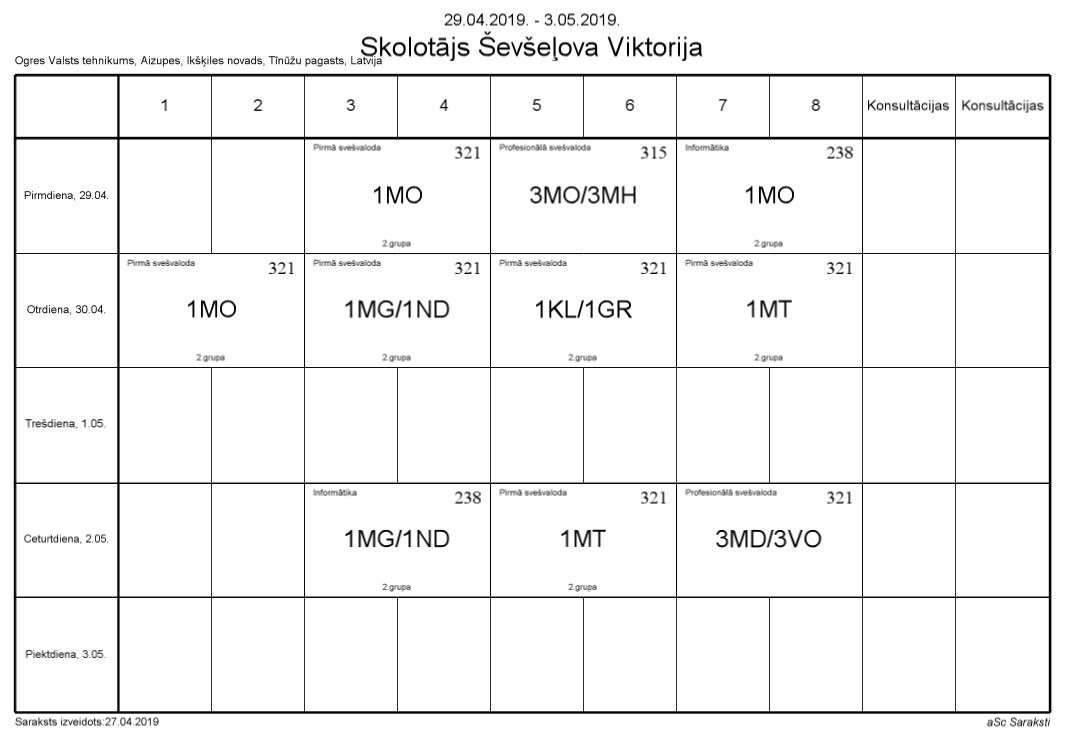 29.04.2019. - 3.05.2019.
Skolotājs Ševšeļova Viktorija
Ogres Valsts tehnikums, Aizupes, Ikšķiles novads, Tīnūžu pagasts, Latvija
1 2 3 4 5 6 7 8 Konsultācijas Konsultācijas
Pirmā svešvaloda 321 Profesionālā svešvaloda 315 Informātika 238
Pirmdiena, 29.04. 1MO 3MO/3MH 1MO
2.grupa 2.grupa
Pirmā svešvaloda 321 Pirmā svešvaloda 321 Pirmā svešvaloda 321 Pirmā svešvaloda 321
Otrdiena, 30.04. 1MO 1MG/1ND 1KL/1GR 1MT
2.grupa 2.grupa 2.grupa 2.grupa
Trešdiena, 1.05.
Informātika 238 Pirmā svešvaloda 321 Profesionālā svešvaloda 321
Ceturtdiena, 2.05. 1MG/1ND 1MT 3MD/3VO
2.grupa 2.grupa
Piektdiena, 3.05.
Saraksts izveidots:27.04.2019 aSc Saraksti